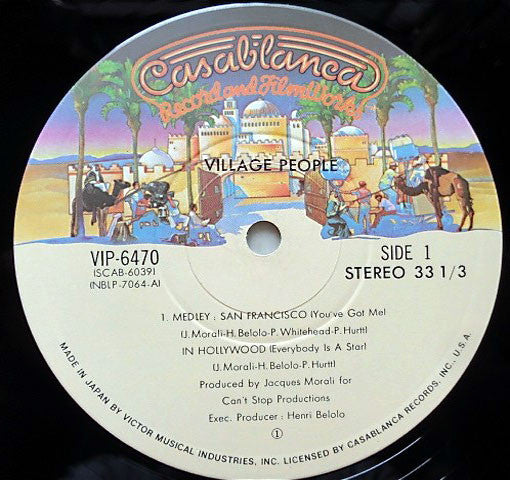 Casablanca
Record and FilmWorks
VILLAGE PEOPLE
VIP-6470
(SCAB-6039)
(NBLP-7064-A)
SIDE 1
STEREO 33 1/3
1. MEDLEY : SAN FRANCISCO (You've Got Me)
(J. Morali-H. Belolo-P. Whitehead-P. Hurtt)
IN HOLLYWOOD (Everybody Is A Star)
(J. Morali-H. Belolo-P. Hurtt)
Produced by Jacques Morali for
Can't Stop Productions
Exec. Producer : Henri Belolo
①
MADE IN JAPAN BY VICTOR MUSICAL INDUSTRIES, INC. LICENSED BY CASABLANCA RECORDS, INC., U.S.A.